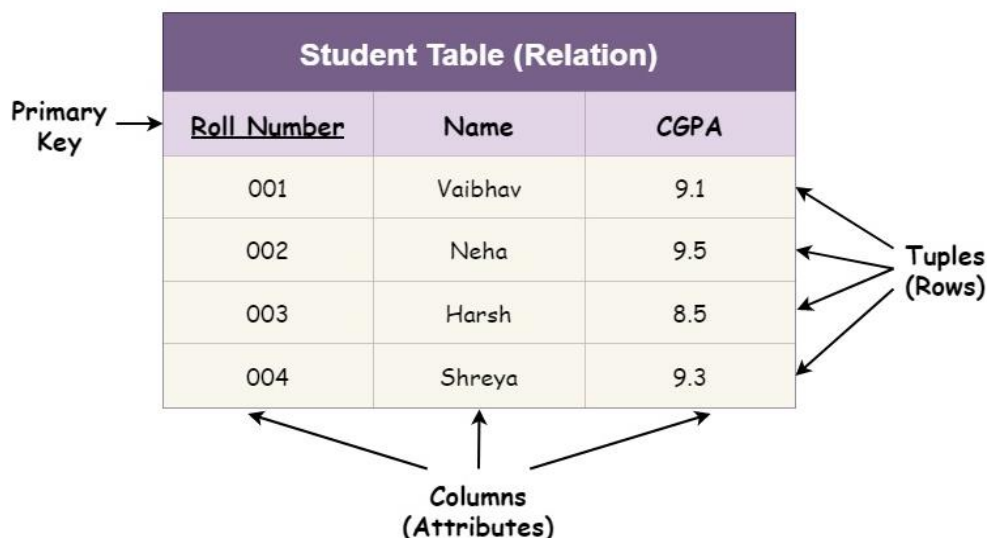 Student Table (Relation)
Primary
Key
Roll Number Name CGPA
001 Vaibhav 9.1
002 Neha 9.5
003 Harsh 8.5
004 Shreya 9.3
Tuples
(Rows)
Columns
(Attributes)